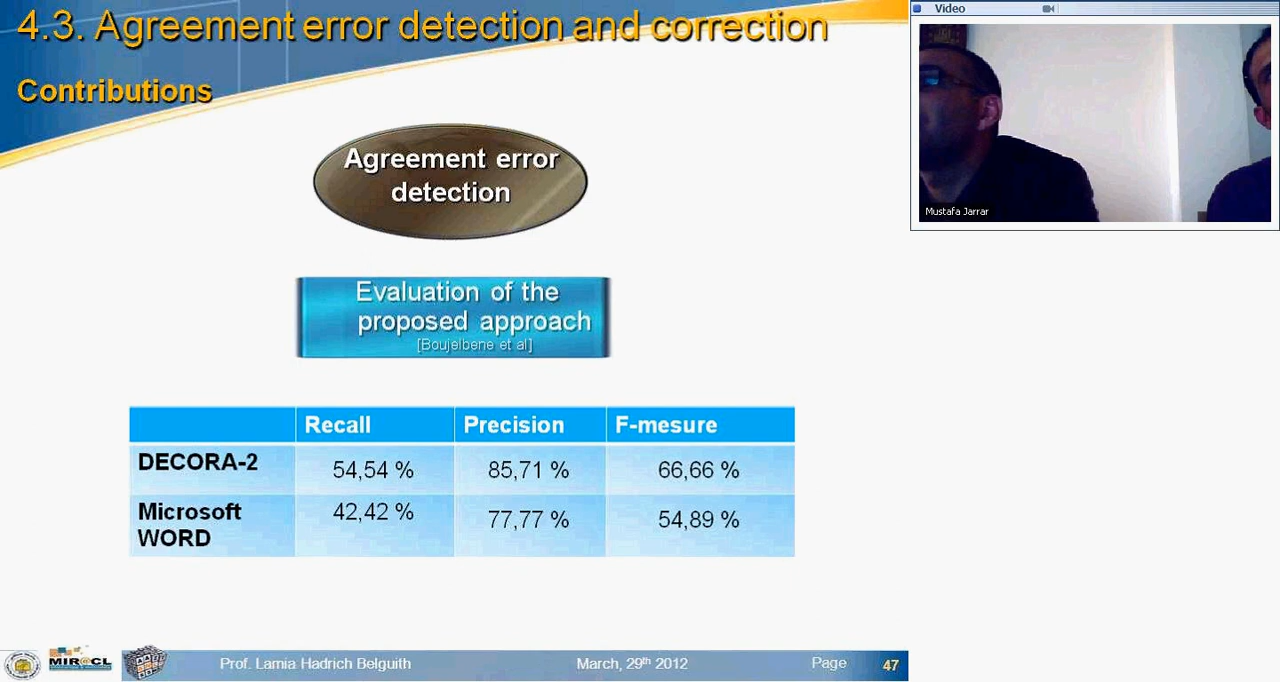 4.3. Agreement error detection and correction
Contributions
Agreement error
detection
Evaluation of the
proposed approach
[Boujelbene et al]
Recall Precision F-mesure
DECORA-2 54,54 % 85,71 % 66,66 %
Microsoft
WORD 42,42 % 77,77 % 54,89 %
MIR@CL
Prof. Lamia Hadrich Belguith March, 29th 2012 Page 47
Video
Mustafa Jarrar